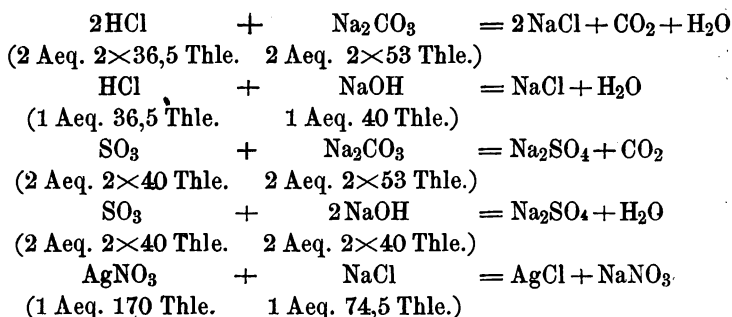 2HCl + Na₂CO₃ = 2NaCl + CO₂ + H₂O
(2 Aeq. 2×36,5 Thle. 2 Aeq. 2×53 Thle.)
HCl + NaOH = NaCl + H₂O
(1 Aeq. 36,5 Thle. 1 Aeq. 40 Thle.)
SO₃ + Na₂CO₃ = Na₂SO₄ + CO₂
(2 Aeq. 2×40 Thle. 2 Aeq. 2×53 Thle.)
SO₃ + 2NaOH = Na₂SO₄ + H₂O
(2 Aeq. 2×40 Thle. 2 Aeq. 2×40 Thle.)
AgNO₃ + NaCl = AgCl + NaNO₃.
(1 Aeq. 170 Thle. 1 Aeq. 74,5 Thle.)